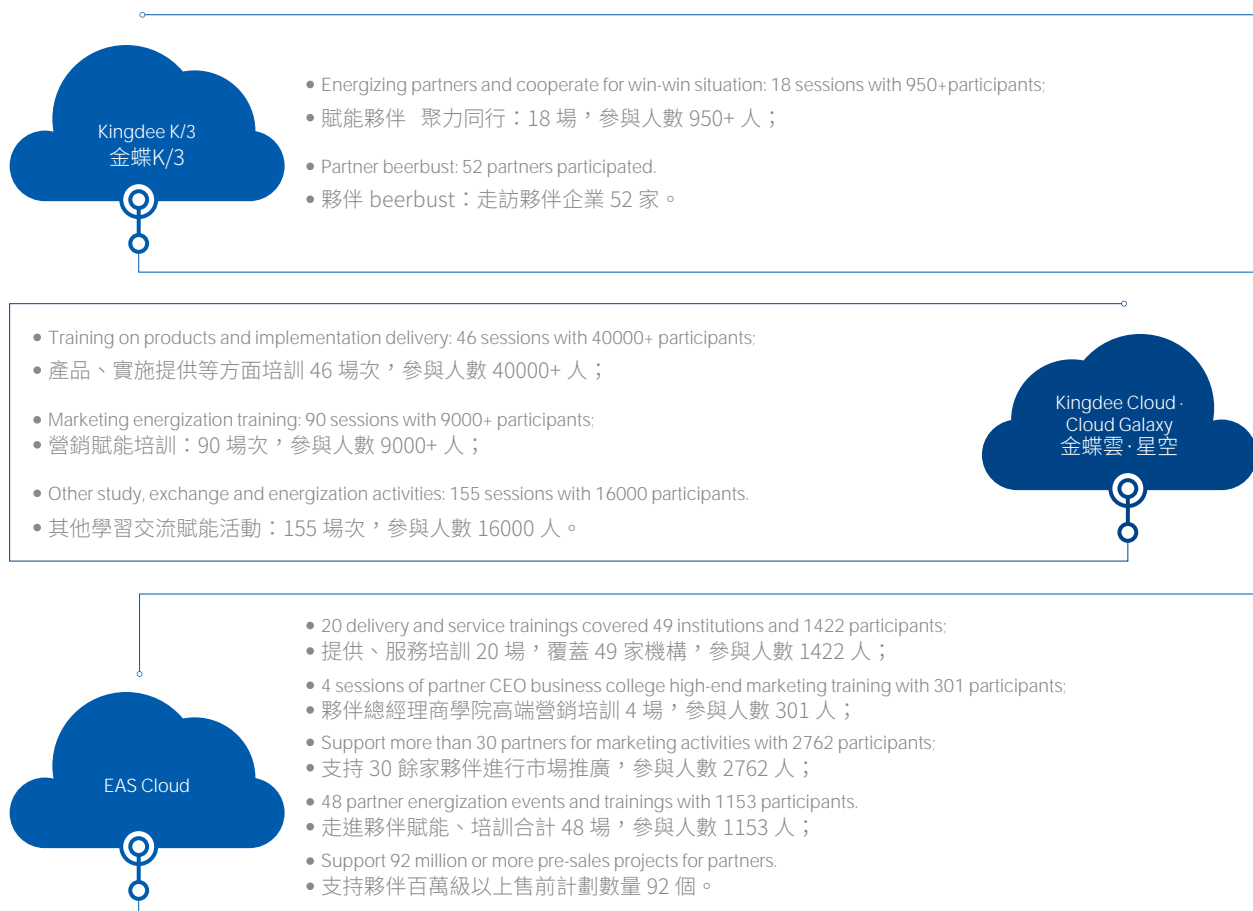 Kingdee K/3
金蝶K/3
• Energizing partners and cooperate for win-win situation: 18 sessions with 950+participants;
• 賦能夥伴 聚力同行：18 場，參與人數 950+ 人；
• Partner beerbust: 52 partners participated.
• 夥伴 beerbust：走訪夥伴企業 52 家。
• Training on products and implementation delivery: 46 sessions with 40000+ participants;
• 產品、實施提供等方面培訓 46 場次，參與人數 40000+ 人；
• Marketing energization training: 90 sessions with 9000+ participants;
• 營銷賦能培訓：90 場次，參與人數 9000+ 人；
• Other study, exchange and energization activities: 155 sessions with 16000 participants.
• 其他學習交流賦能活動：155 場次，參與人數 16000 人。
Kingdee Cloud ·
Cloud Galaxy
金蝶雲·星空
EAS Cloud
• 20 delivery and service trainings covered 49 institutions and 1422 participants;
• 提供、服務培訓 20 場，覆蓋 49 家機構，參與人數 1422 人；
• 4 sessions of partner CEO business college high-end marketing training with 301 participants;
• 夥伴總經理商學院高端營銷培訓 4 場，參與人數 301 人；
• Support more than 30 partners for marketing activities with 2762 participants;
• 支持 30 餘家夥伴進行市場推廣，參與人數 2762 人；
• 48 partner energization events and trainings with 1153 participants.
• 走進夥伴賦能、培訓合計 48 場，參與人數 1153 人；
• Support 92 million or more pre-sales projects for partners.
• 支持夥伴百萬級以上售前計劃數量 92 個。